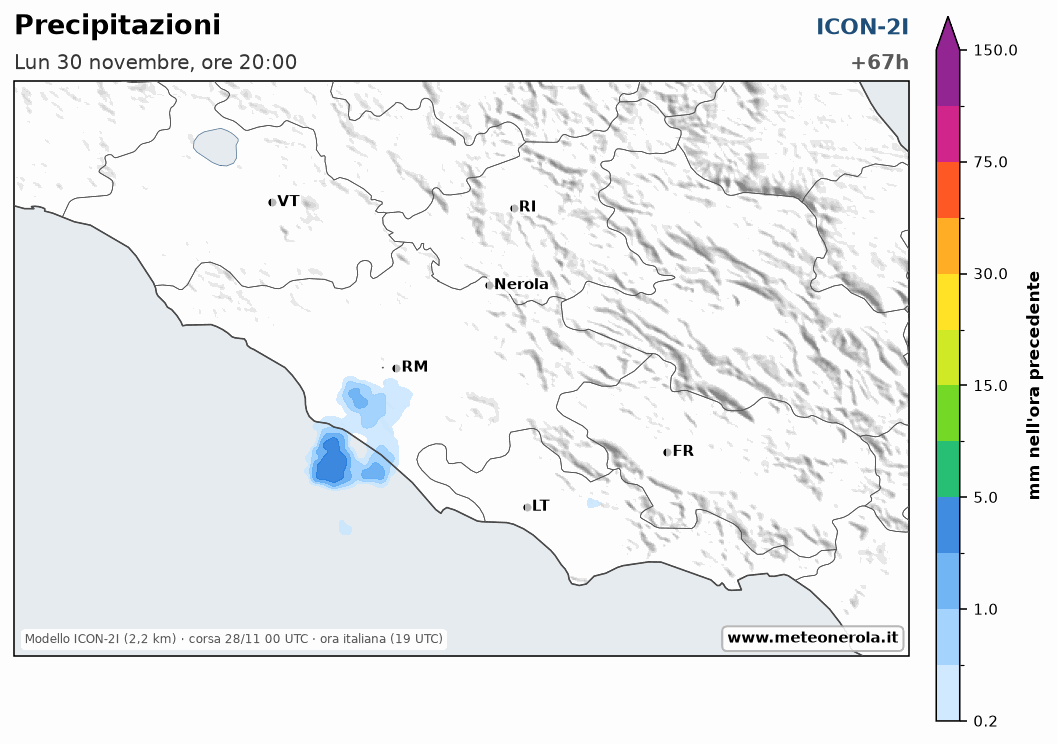 Precipitazioni
ICON-2I
Lun 30 novembre, ore 20:00
+67h
VT
RI
Nerola
RM
FR
LT
Modello ICON-2I (2,2 km) · corsa 28/11 00 UTC · ora italiana (19 UTC)
www.meteonerola.it
150.0
75.0
30.0
15.0
5.0
1.0
0.2
mm nell'ora precedente